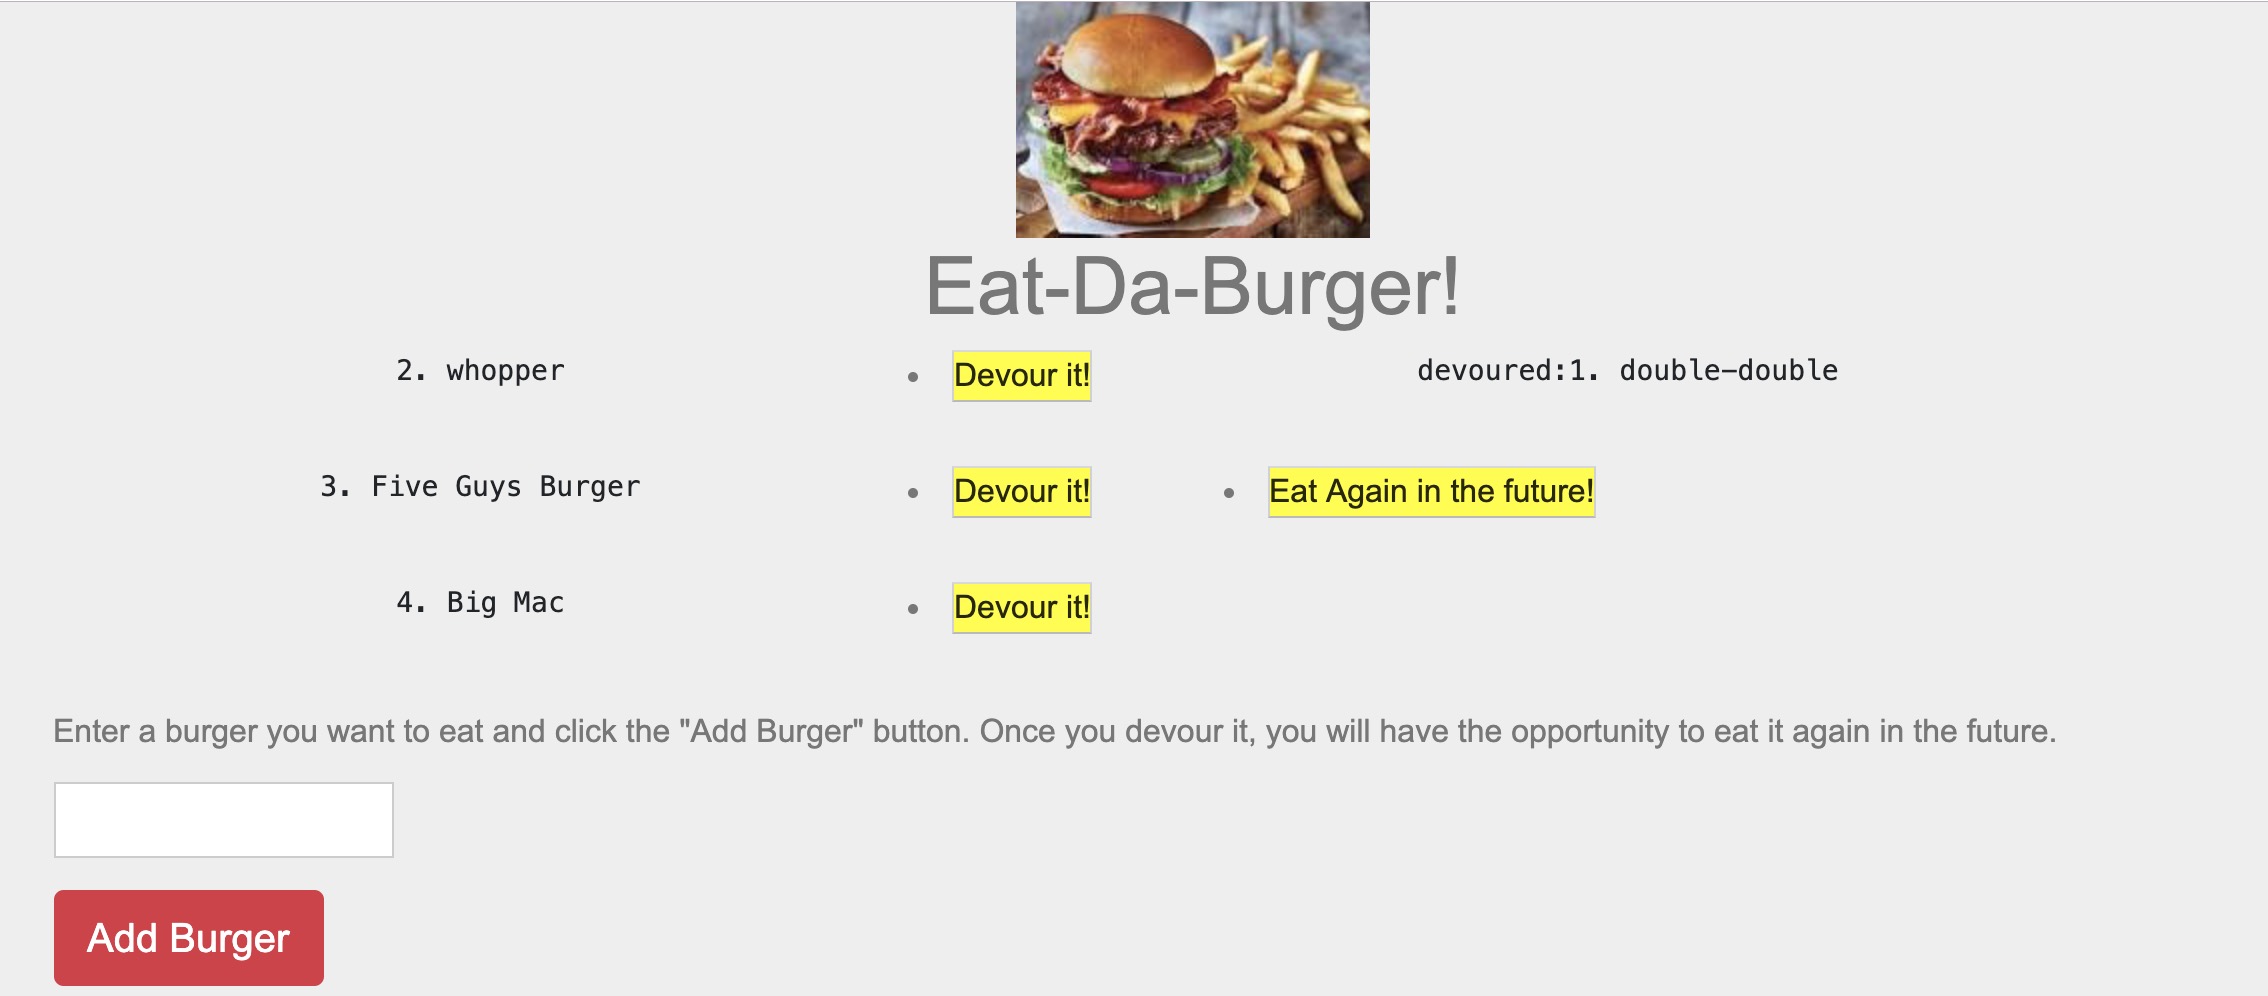 Eat-Da-Burger!
2. whopper
Devour it!
devoured:1. double-double
3. Five Guys Burger
Devour it!
Eat Again in the future!
4. Big Mac
Devour it!
Enter a burger you want to eat and click the "Add Burger" button. Once you devour it, you will have the opportunity to eat it again in the future.
Add Burger